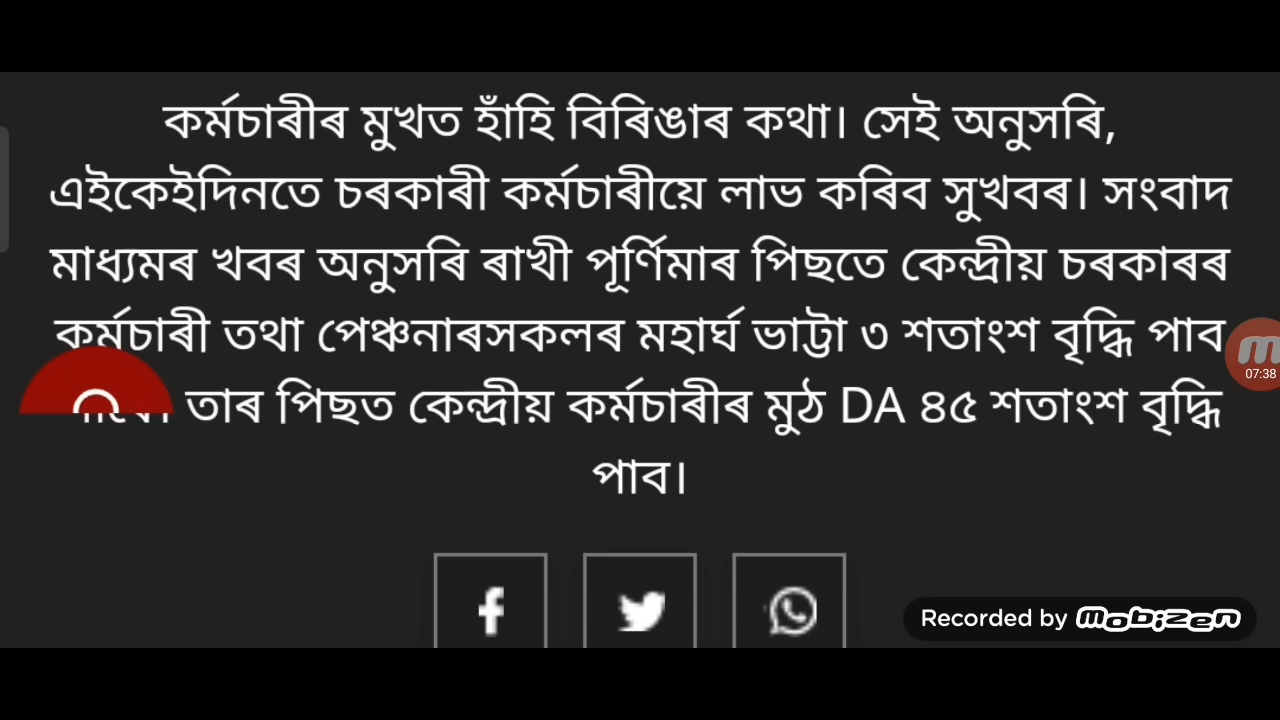 কৰ্মচাৰীৰ মুখত হাঁহি বিৰিঙাৰ কথা। সেই অনুসৰি,
এইকেইদিনতে চৰকাৰী কৰ্মচাৰীয়ে লাভ কৰিব সুখবৰ। সংবাদ
মাধ্যমৰ খবৰ অনুসৰি ৰাখী পূৰ্ণিমাৰ পিছতে কেন্দ্ৰীয় চৰকাৰৰ
কৰ্মচাৰী তথা পেঞ্চনাৰসকলৰ মহাৰ্ঘ ভাট্টা ৩ শতাংশ বৃদ্ধি পাব
তাৰ পিছত কেন্দ্ৰীয় কৰ্মচাৰীৰ মুঠ DA ৪৫ শতাংশ বৃদ্ধি
পাব।
07:38
Recorded by mobizen